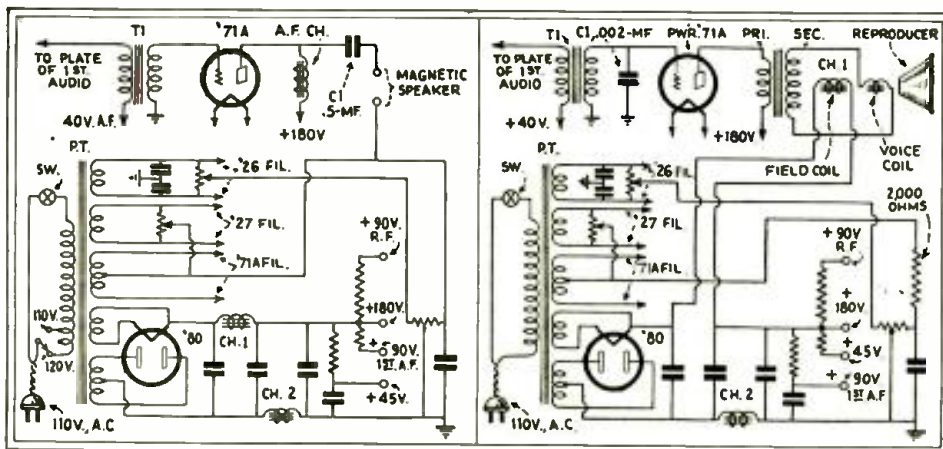 T1
'71A
A.F. CH.
TO PLATE
OF 1ST.
AUDIO
C1
.5-MF.
MAGNETIC
SPEAKER
40V. A.F.
+180V
P.T.
SW.
'26 FIL.
'27 FIL.
'71A FIL.
+90V.
R.F.
110V.
120V.
'80
CH.1
+180V.
+
90V.
1ST. A.F.
CH. 2
+45V.
110V., A.C
T1
C1, .002-MF
PWR. '71A
PRI.
SEC.
REPRODUCER
CH.1
TO PLATE
OF 1ST.
AUDIO
+40V.
+180V
FIELD COIL
VOICE
COIL
P.T.
SW.
'26 FIL
'27 FIL
'71A FIL.
2,000
OHMS
+90V.
R.F.
'80
+
180V.
+
45V
+
90V
1ST A.F
CH.2
110V., A.C.